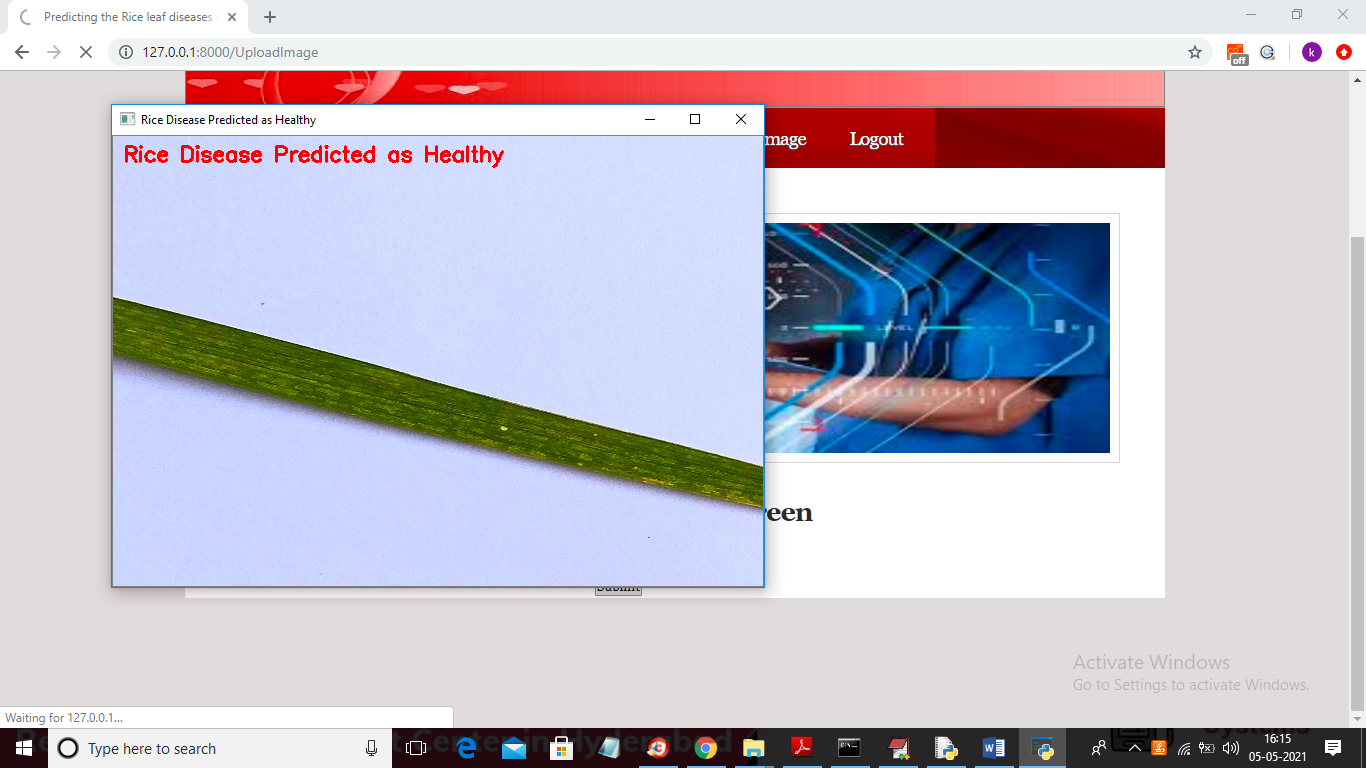 Predicting the Rice leaf diseases
127.0.0.1:8000/UploadImage
off
k
Rice Disease Predicted as Healthy
mage
Logout
Rice Disease Predicted as Healthy
LEVEL
een
Submit
Activate Windows
Go to Settings to activate Windows.
Waiting for 127.0.0.1...
Type here to search
16:15
05-05-2021